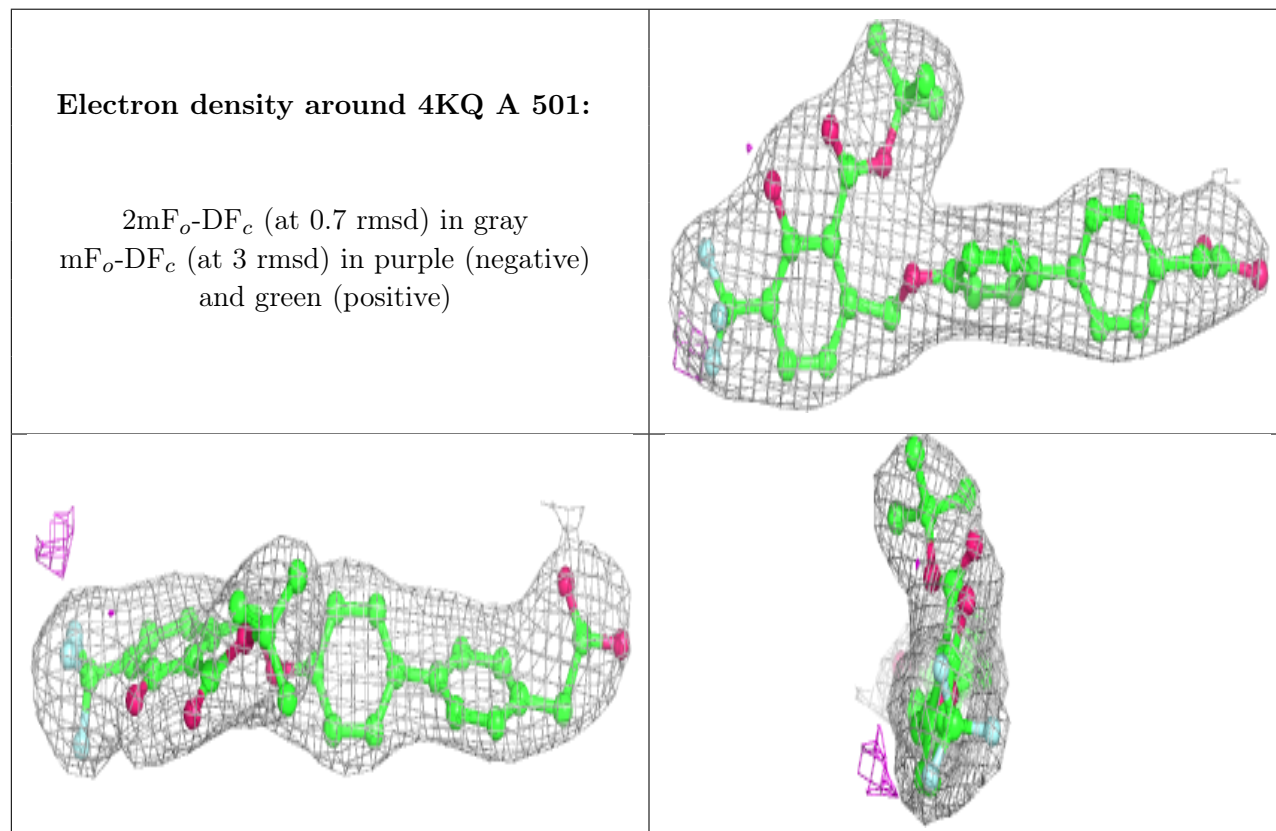 Electron density around 4KQ A 501:
2mFo-DFc (at 0.7 rmsd) in gray
mFo-DFc (at 3 rmsd) in purple (negative)
and green (positive)